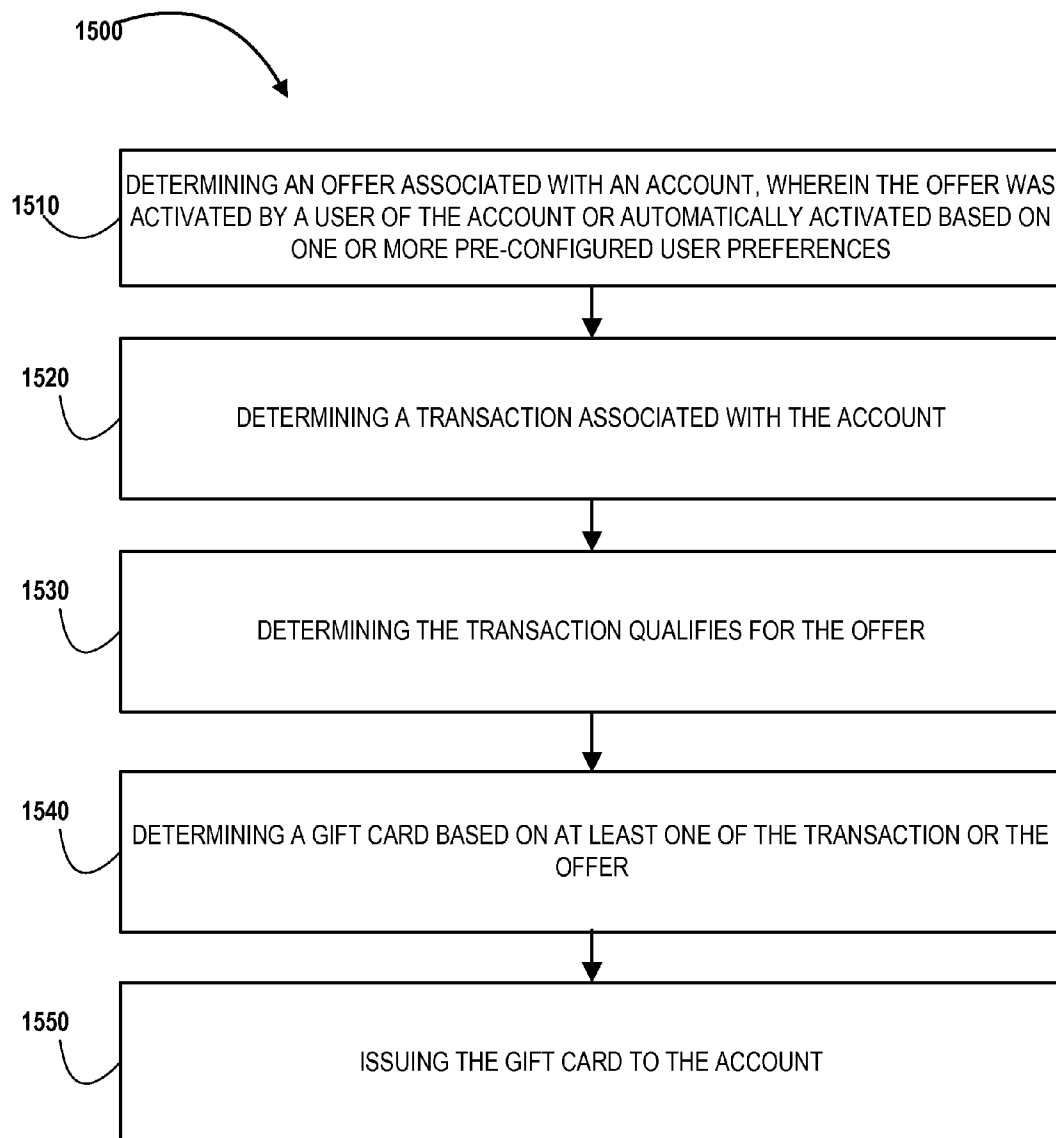 1500
1510
DETERMINING AN OFFER ASSOCIATED WITH AN ACCOUNT, WHEREIN THE OFFER WAS
ACTIVATED BY A USER OF THE ACCOUNT OR AUTOMATICALLY ACTIVATED BASED ON
ONE OR MORE PRE-CONFIGURED USER PREFERENCES
1520
DETERMINING A TRANSACTION ASSOCIATED WITH THE ACCOUNT
1530
DETERMINING THE TRANSACTION QUALIFIES FOR THE OFFER
1540
DETERMINING A GIFT CARD BASED ON AT LEAST ONE OF THE TRANSACTION OR THE
OFFER
1550
ISSUING THE GIFT CARD TO THE ACCOUNT